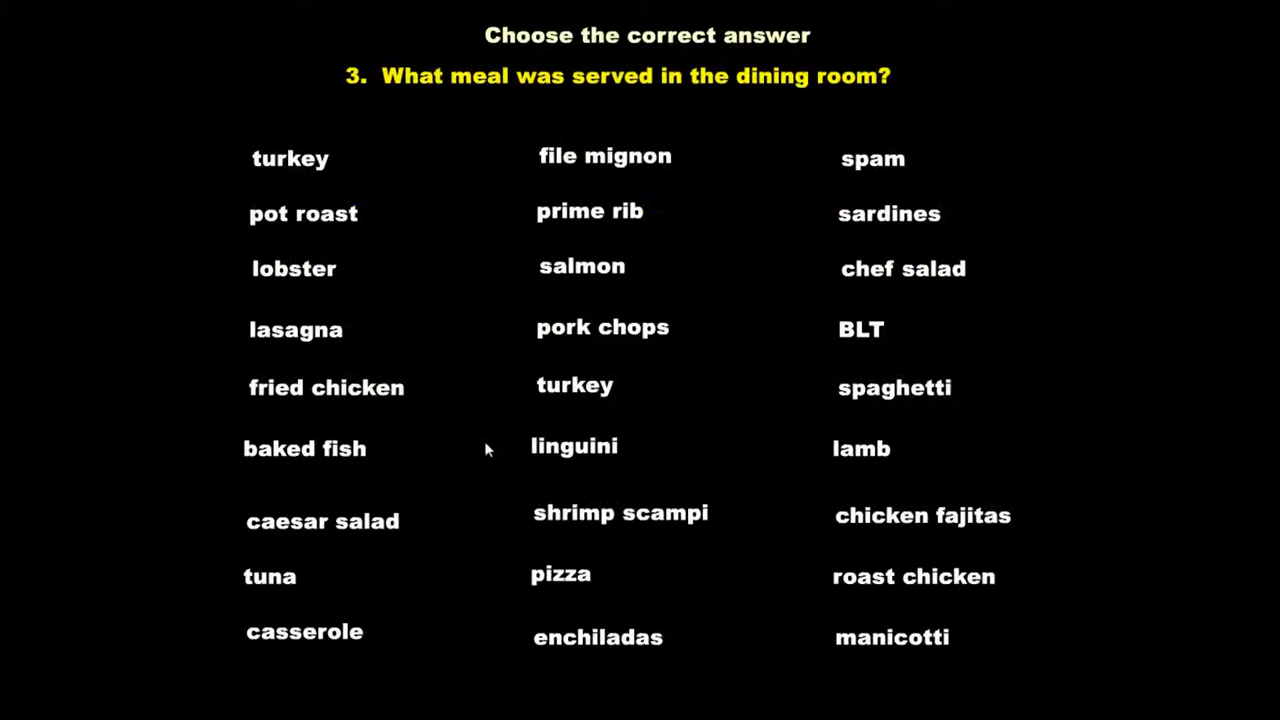 Choose the correct answer
3. What meal was served in the dining room?
turkey
pot roast
lobster
lasagna
fried chicken
baked fish
caesar salad
tuna
casserole
file mignon
prime rib
salmon
pork chops
turkey
linguini
shrimp scampi
pizza
enchiladas
spam
sardines
chef salad
BLT
spaghetti
lamb
chicken fajitas
roast chicken
manicotti